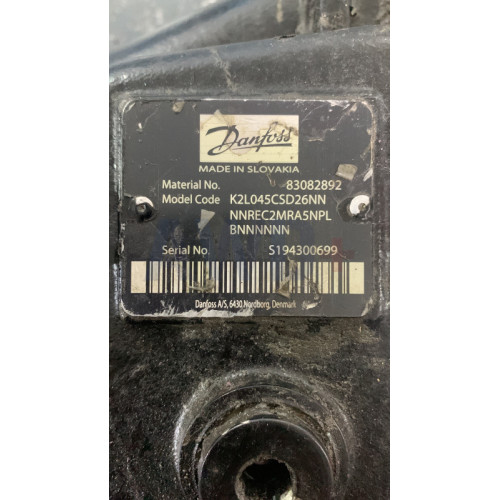 Danfoss
MADE IN SLOVAKIA
Material No. 83082892
Model Code K2L045CSD26NN
NNREC2MRA5NPL
BNNNNNN
Serial No. S194300699
Danfoss A/S, 6430 Nordborg, Denmark